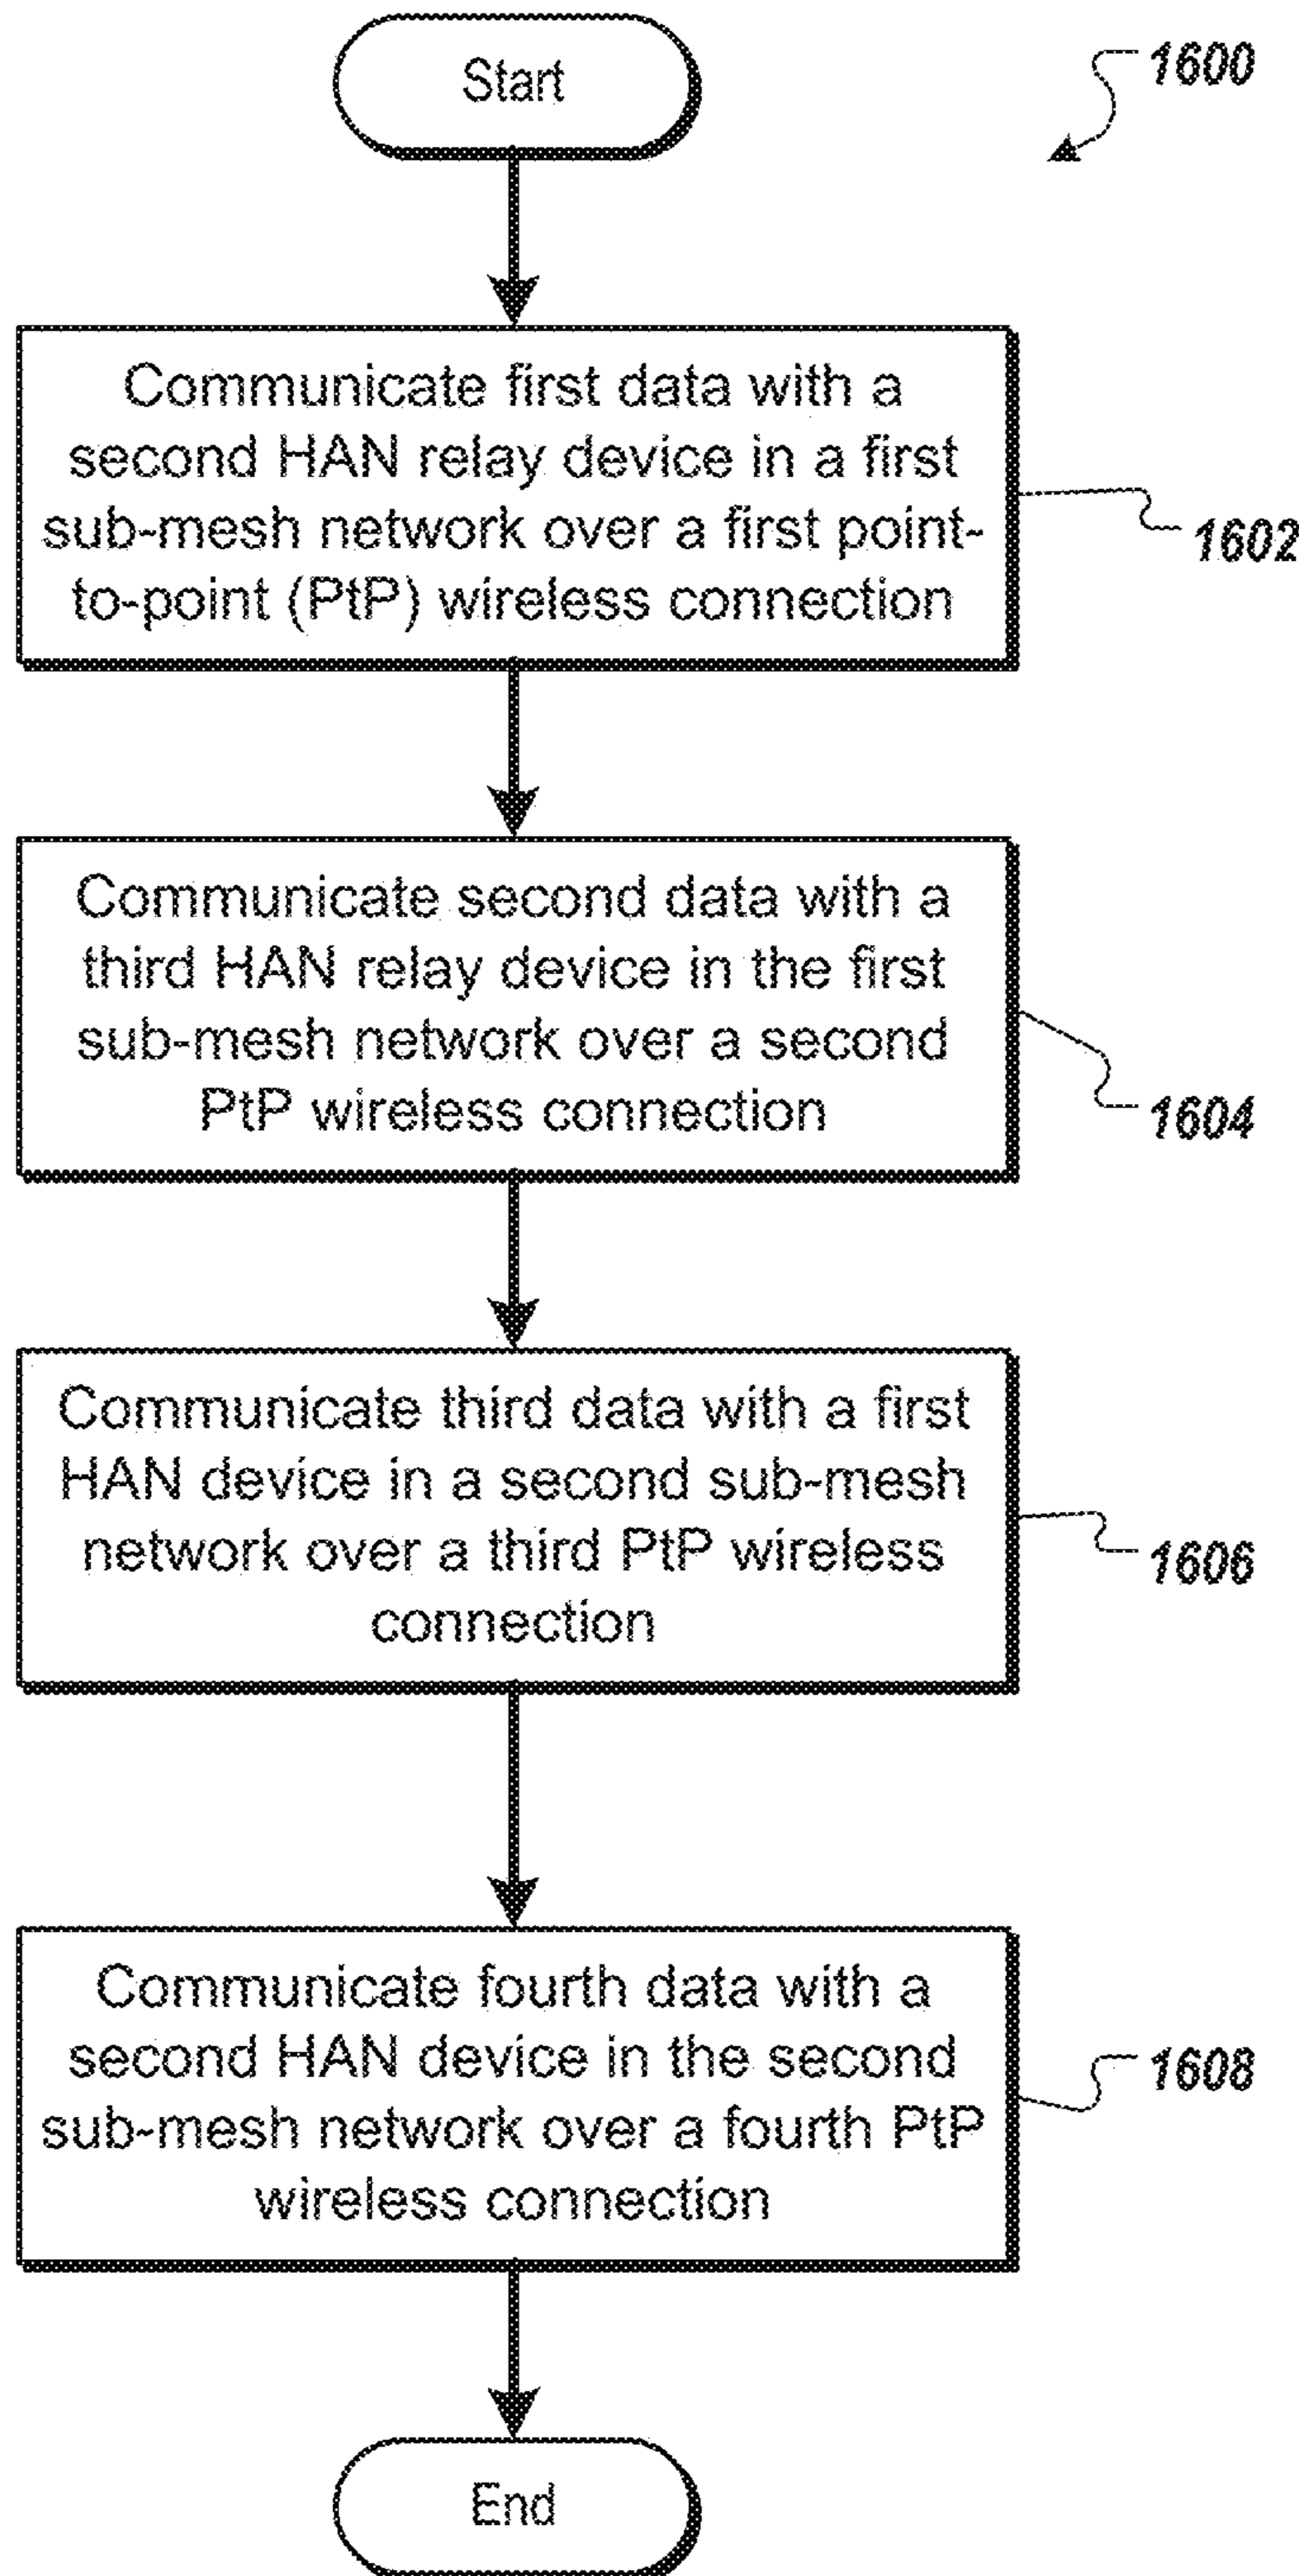 Start
1600
Communicate first data with a
second HAN relay device in a first
sub-mesh network over a first point-
to-point (PtP) wireless connection
1602
Communicate second data with a
third HAN relay device in the first
sub-mesh network over a second
PtP wireless connection
1604
Communicate third data with a first
HAN device in a second sub-mesh
network over a third PtP wireless
connection
1606
Communicate fourth data with a
second HAN device in the second
sub-mesh network over a fourth PtP
wireless connection
1608
End